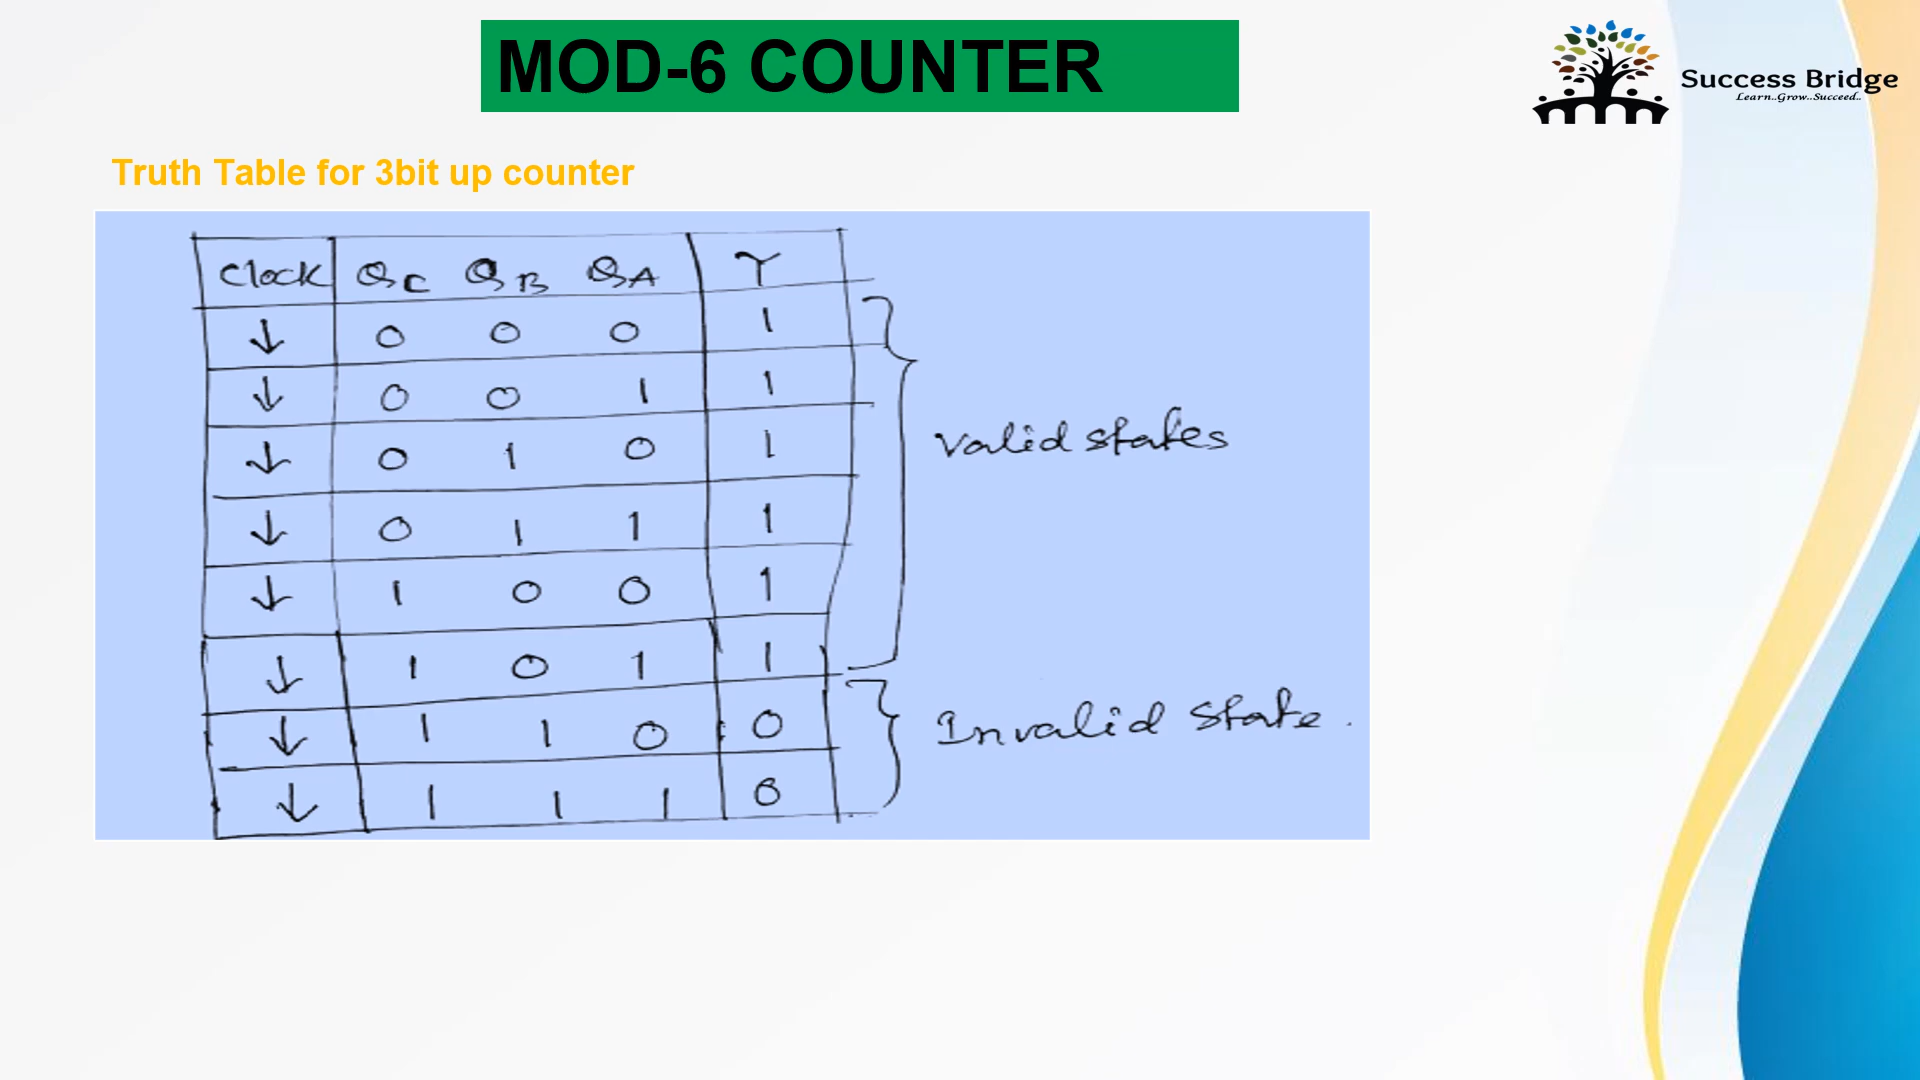 MOD-6 COUNTER
Success Bridge
Learn..Grow..Succeed..
Truth Table for 3bit up counter
Clock QC QB QA Y
↓ 0 0 0 1
↓ 0 0 1 1
↓ 0 1 0 1
Valid states
↓ 0 1 1 1
↓ 1 0 0 1
↓ 1 0 1 1
↓ 1 1 0 0
Invalid state.
↓ 1 1 1 0